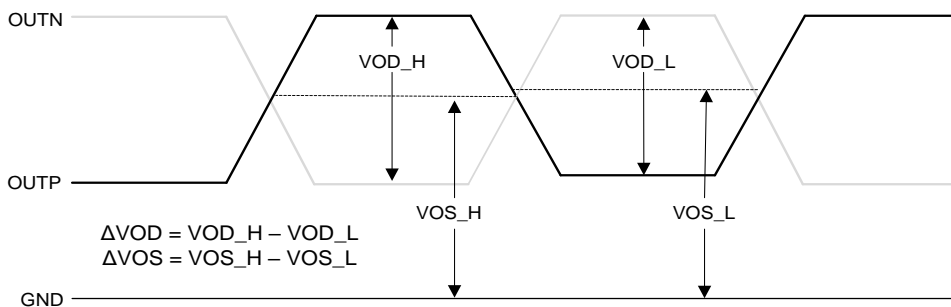 OUTN
VOD_H
VOD_L
OUTP
VOS_H
VOS_L
ΔVOD = VOD_H – VOD_L
ΔVOS = VOS_H – VOS_L
GND